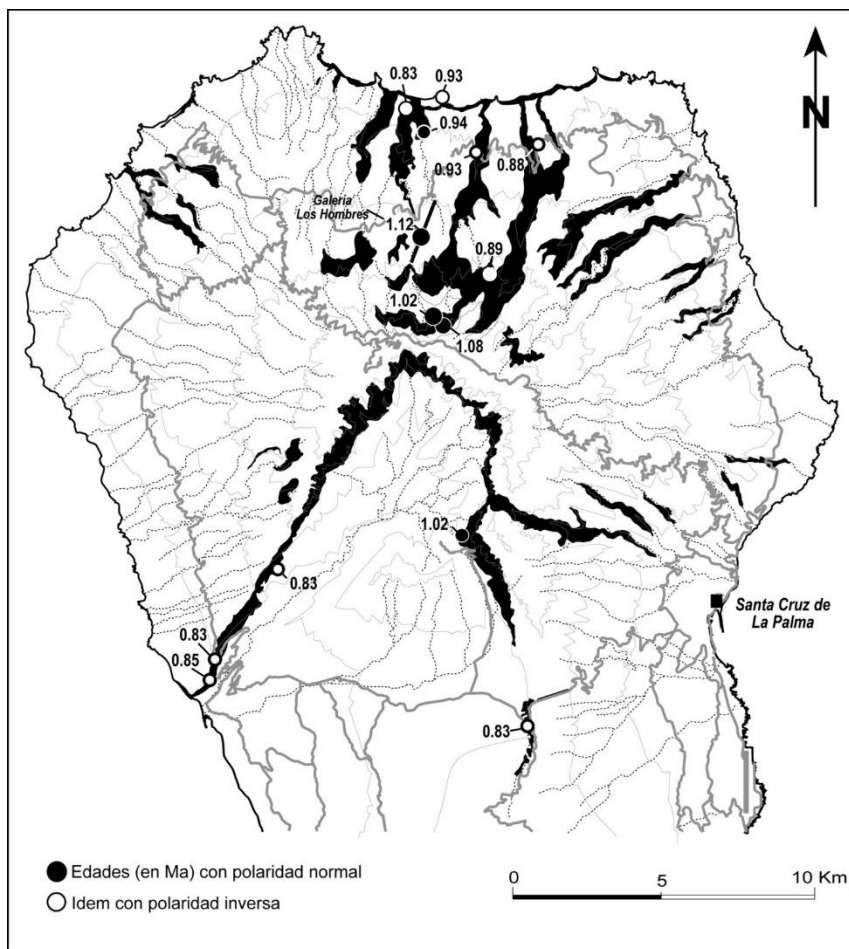 0.83
0.93
N
0.94
0.93
0.88
Galería
Los Hombres
1.12
0.89
1.02
1.08
1.02
0.83
0.83
0.85
Santa Cruz de
La Palma
0.83
Edades (en Ma) con polaridad normal
Idem con polaridad inversa
0
5
10 Km